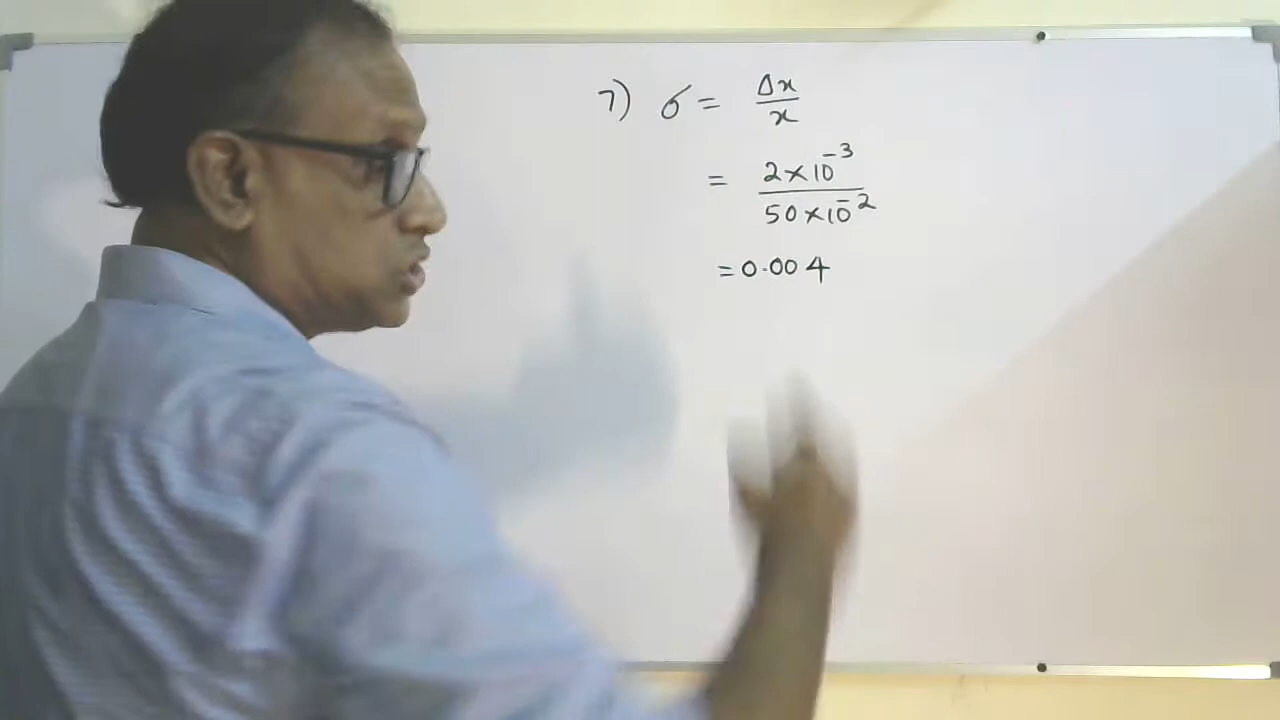 7) σ = Δx/x
= 2×10⁻³/50×10⁻²
= 0.004